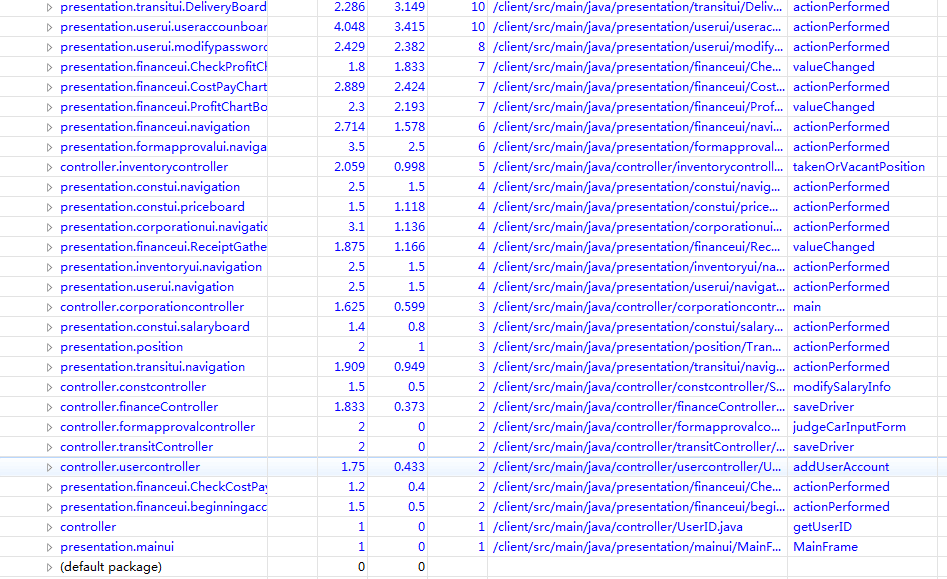 presentation.transitui.DeliveryBoard 2.286 3.149 10 /client/src/main/java/presentation/transitui/Deliv... actionPerformed
presentation.userui.useraccounboar 4.048 3.415 10 /client/src/main/java/presentation/userui/userac... actionPerformed
presentation.userui.modifypassword 2.429 2.382 8 /client/src/main/java/presentation/userui/modify... actionPerformed
presentation.financeui.CheckProfitCh 1.8 1.833 7 /client/src/main/java/presentation/financeui/Che... valueChanged
presentation.financeui.CostPayChart 2.889 2.424 7 /client/src/main/java/presentation/financeui/Cost... actionPerformed
presentation.financeui.ProfitChartBo 2.3 2.193 7 /client/src/main/java/presentation/financeui/Prof... valueChanged
presentation.financeui.navigation 2.714 1.578 6 /client/src/main/java/presentation/financeui/navi... actionPerformed
presentation.formapprovalui.naviga 3.5 2.5 6 /client/src/main/java/presentation/formapproval... actionPerformed
controller.inventorycontroller 2.059 0.998 5 /client/src/main/java/controller/inventorycontroll... takenOrVacantPosition
presentation.constui.navigation 2.5 1.5 4 /client/src/main/java/presentation/constui/navig... actionPerformed
presentation.constui.priceboard 1.5 1.118 4 /client/src/main/java/presentation/constui/price... actionPerformed
presentation.corporationui.navigatio 3.1 1.136 4 /client/src/main/java/presentation/corporationui... actionPerformed
presentation.financeui.ReceiptGathe 1.875 1.166 4 /client/src/main/java/presentation/financeui/Rec... valueChanged
presentation.inventoryui.navigation 2.5 1.5 4 /client/src/main/java/presentation/inventoryui/na... actionPerformed
presentation.userui.navigation 2.5 1.5 4 /client/src/main/java/presentation/userui/navigat... actionPerformed
controller.corporationcontroller 1.625 0.599 3 /client/src/main/java/controller/corporationcontr... main
presentation.constui.salaryboard 1.4 0.8 3 /client/src/main/java/presentation/constui/salary... actionPerformed
presentation.position 2 1 3 /client/src/main/java/presentation/position/Tran... actionPerformed
presentation.transitui.navigation 1.909 0.949 3 /client/src/main/java/presentation/transitui/navig... actionPerformed
controller.constcontroller 1.5 0.5 2 /client/src/main/java/controller/constcontroller/S... modifySalaryInfo
controller.financeController 1.833 0.373 2 /client/src/main/java/controller/financeController... saveDriver
controller.formapprovalcontroller 2 0 2 /client/src/main/java/controller/formapprovalco... judgeCarInputForm
controller.transitController 2 0 2 /client/src/main/java/controller/transitController/... saveDriver
controller.usercontroller 1.75 0.433 2 /client/src/main/java/controller/usercontroller/U... addUserAccount
presentation.financeui.CheckCostPay 1.2 0.4 2 /client/src/main/java/presentation/financeui/Che... actionPerformed
presentation.financeui.beginningacc 1.5 0.5 2 /client/src/main/java/presentation/financeui/begi... actionPerformed
controller 1 0 1 /client/src/main/java/controller/UserID.java getUserID
presentation.mainui 1 0 1 /client/src/main/java/presentation/mainui/MainF... MainFrame
(default package) 0 0